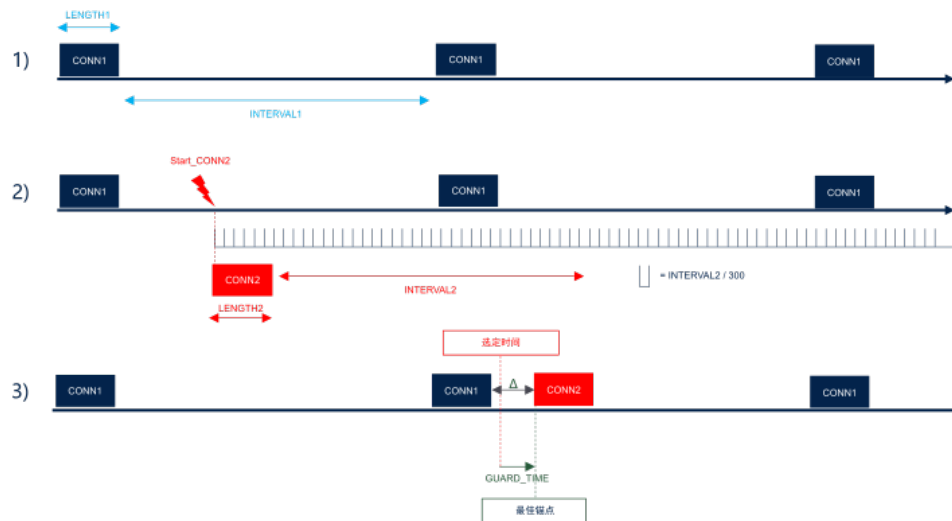 LENGTH1
1)
CONN1
CONN1
CONN1
INTERVAL1
Start_CONN2
2)
CONN1
CONN1
CONN1
CONN2
INTERVAL2
= INTERVAL2 / 300
LENGTH2
选定时间
3)
CONN1
CONN1
Δ
CONN2
CONN1
GUARD_TIME
最佳锚点